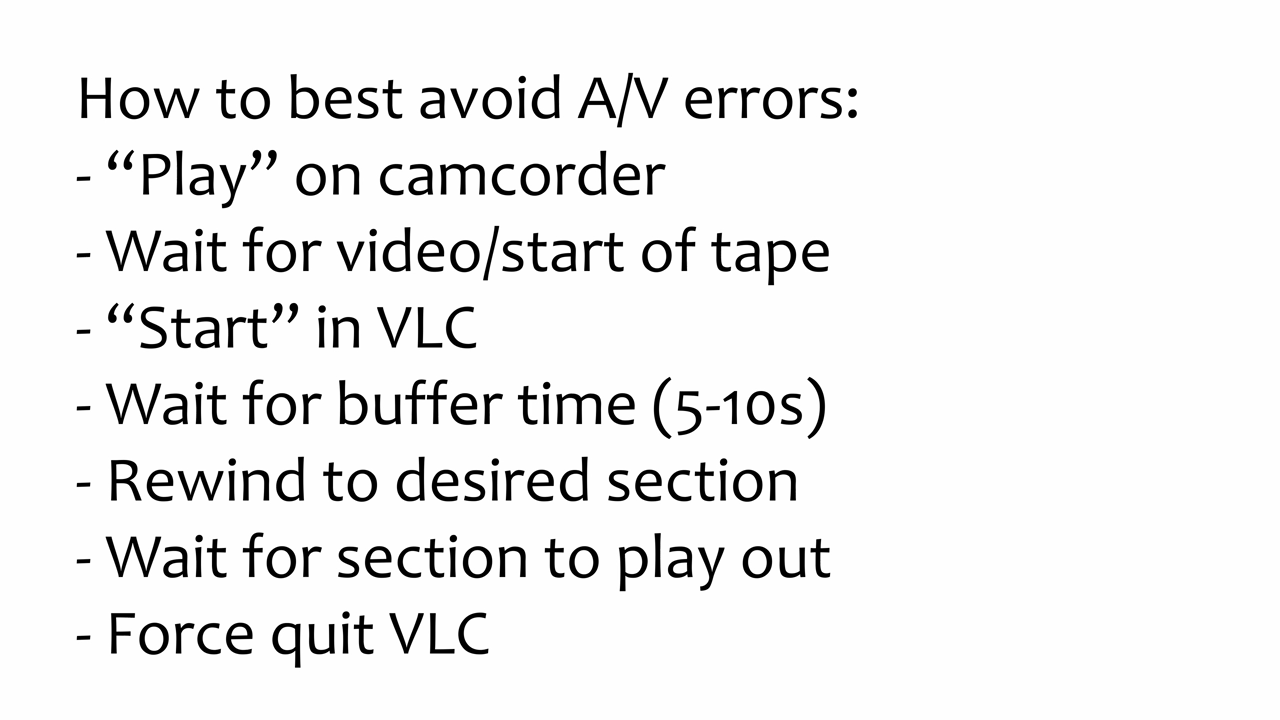 How to best avoid A/V errors:
- “Play” on camcorder
- Wait for video/start of tape
- “Start” in VLC
- Wait for buffer time (5-10s)
- Rewind to desired section
- Wait for section to play out
- Force quit VLC